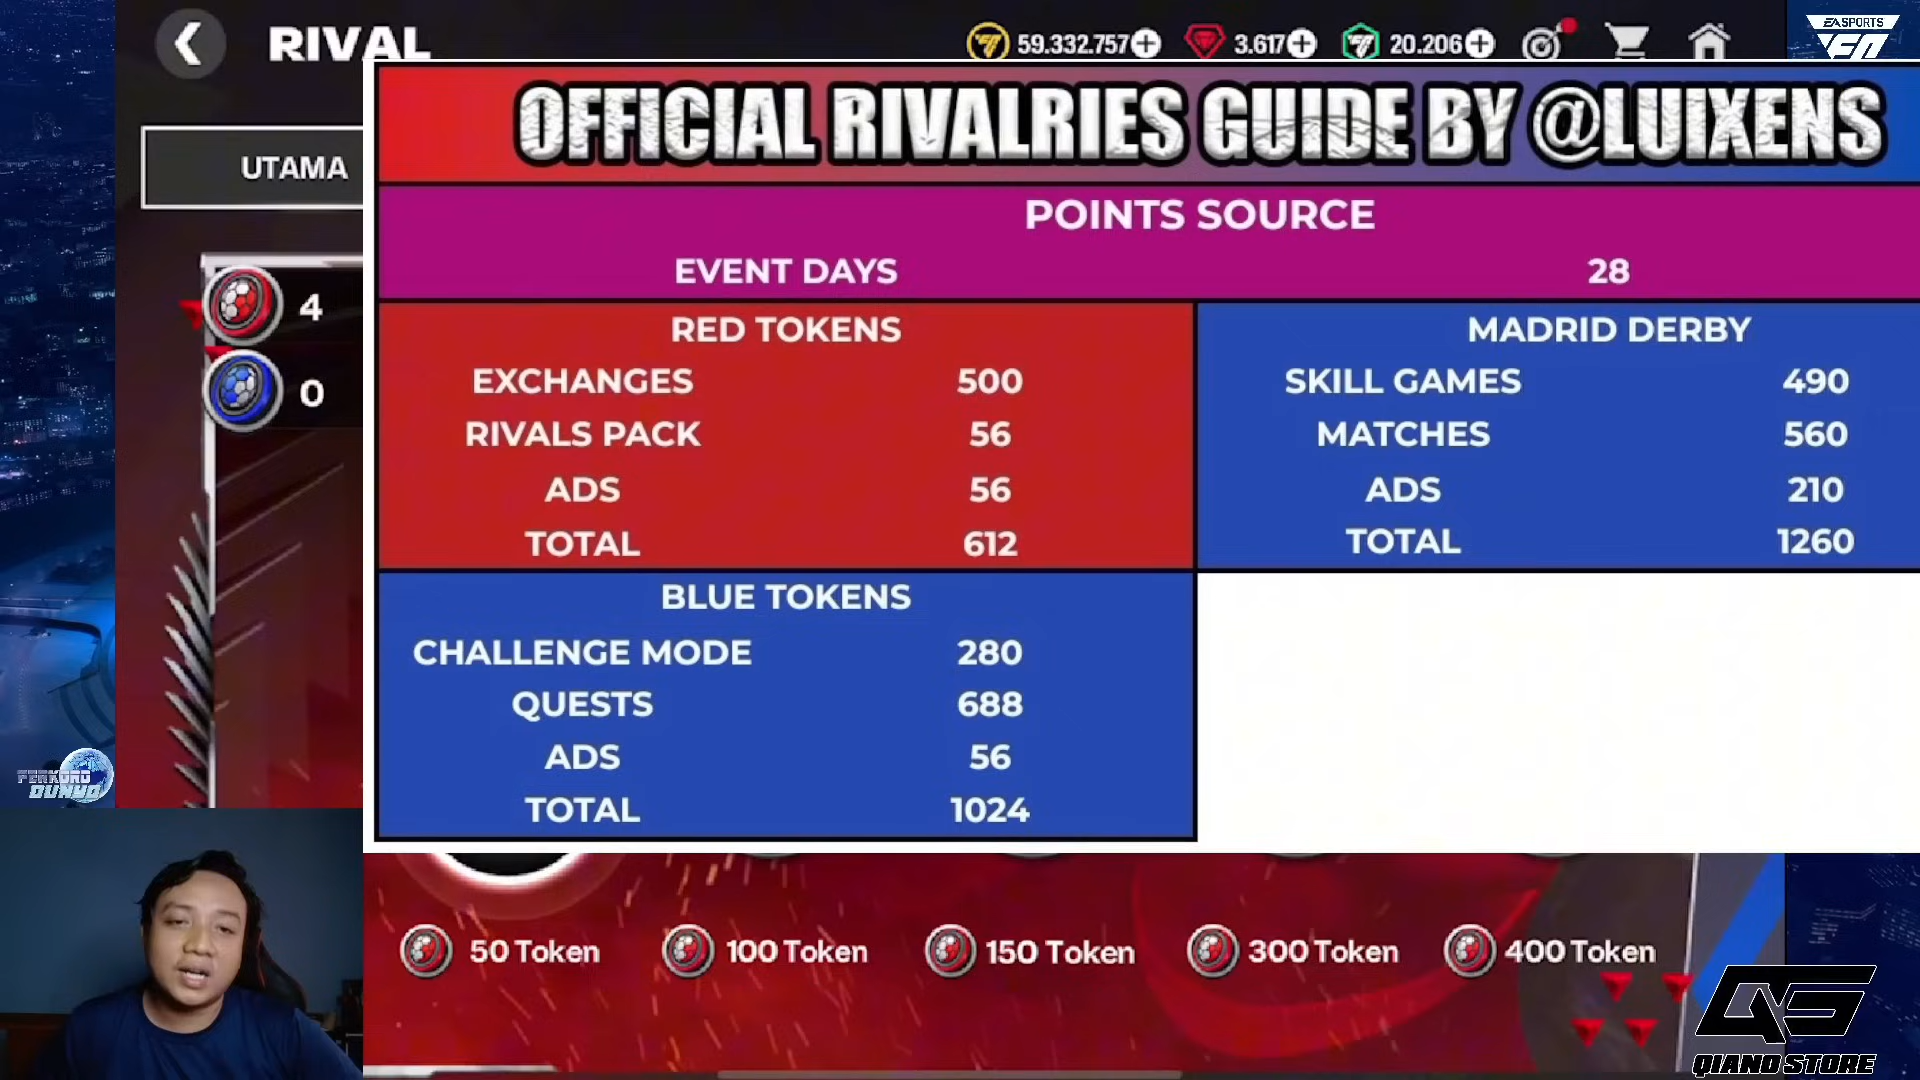 RIVAL
59.332.757
3.617
20.206
EA SPORTS
OFFICIAL RIVALRIES GUIDE BY @LUIXENS
UTAMA
POINTS SOURCE
EVENT DAYS 28
4
0
RED TOKENS
EXCHANGES 500
RIVALS PACK 56
ADS 56
TOTAL 612
MADRID DERBY
SKILL GAMES 490
MATCHES 560
ADS 210
TOTAL 1260
BLUE TOKENS
CHALLENGE MODE 280
QUESTS 688
ADS 56
TOTAL 1024
50 Token
100 Token
150 Token
300 Token
400 Token
QS
QIANO STORE